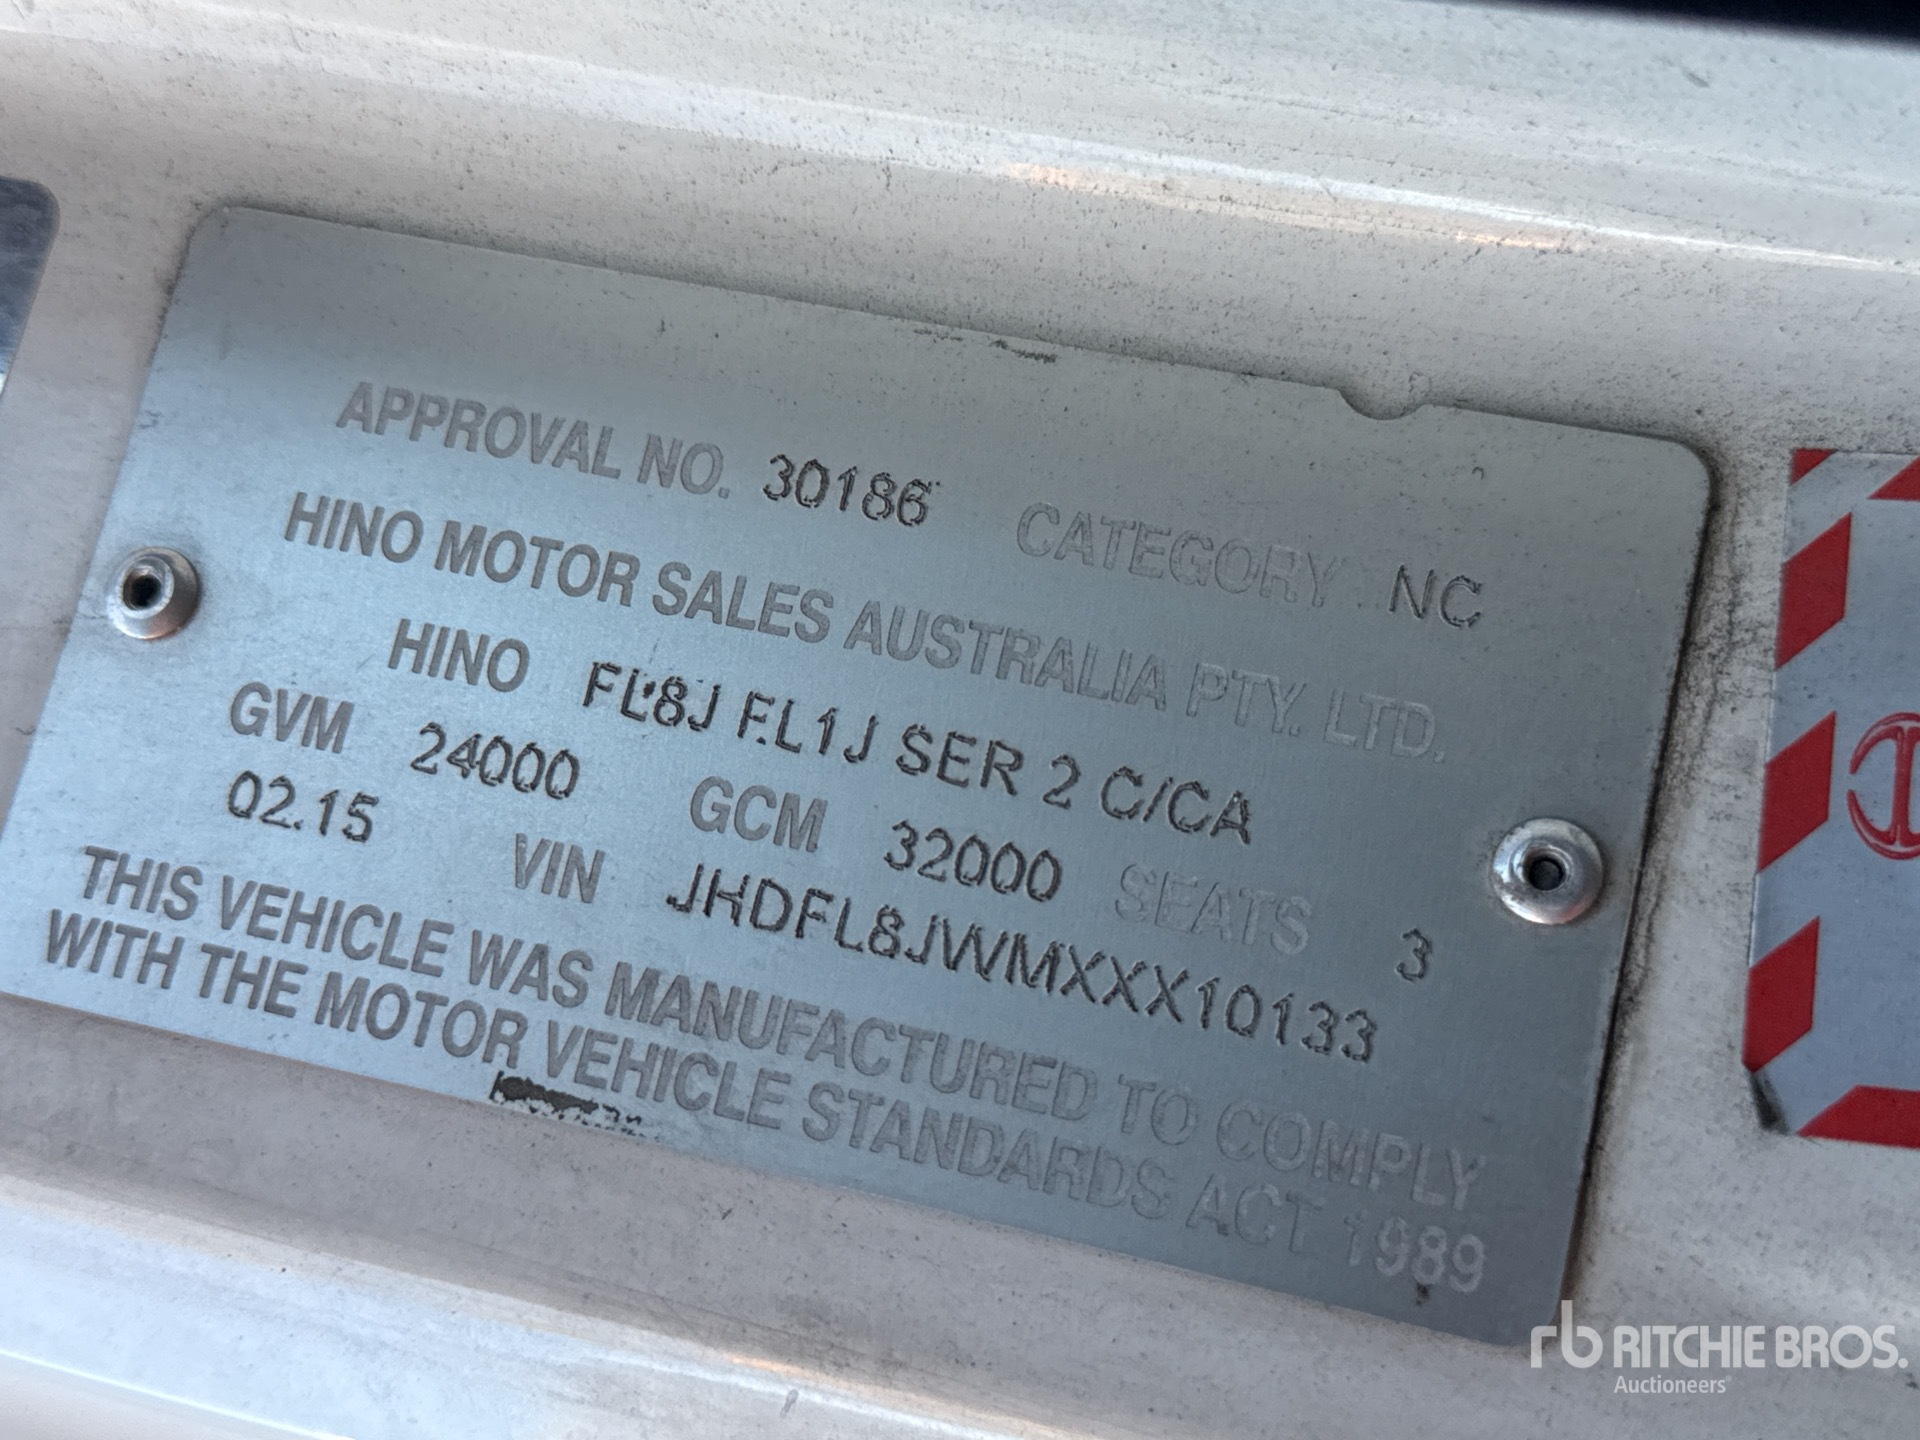 APPROVAL NO. 30186 CATEGORY NC
HINO MOTOR SALES AUSTRALIA PTY. LTD.
HINO FL8J FL1J SER 2 C/CA
GVM 24000 GCM 32000 SEATS 3
02.15 VIN JHDFL8JWMXXX10133
THIS VEHICLE WAS MANUFACTURED TO COMPLY
WITH THE MOTOR VEHICLE STANDARDS ACT 1989
rb RITCHIE BROS.
Auctioneers